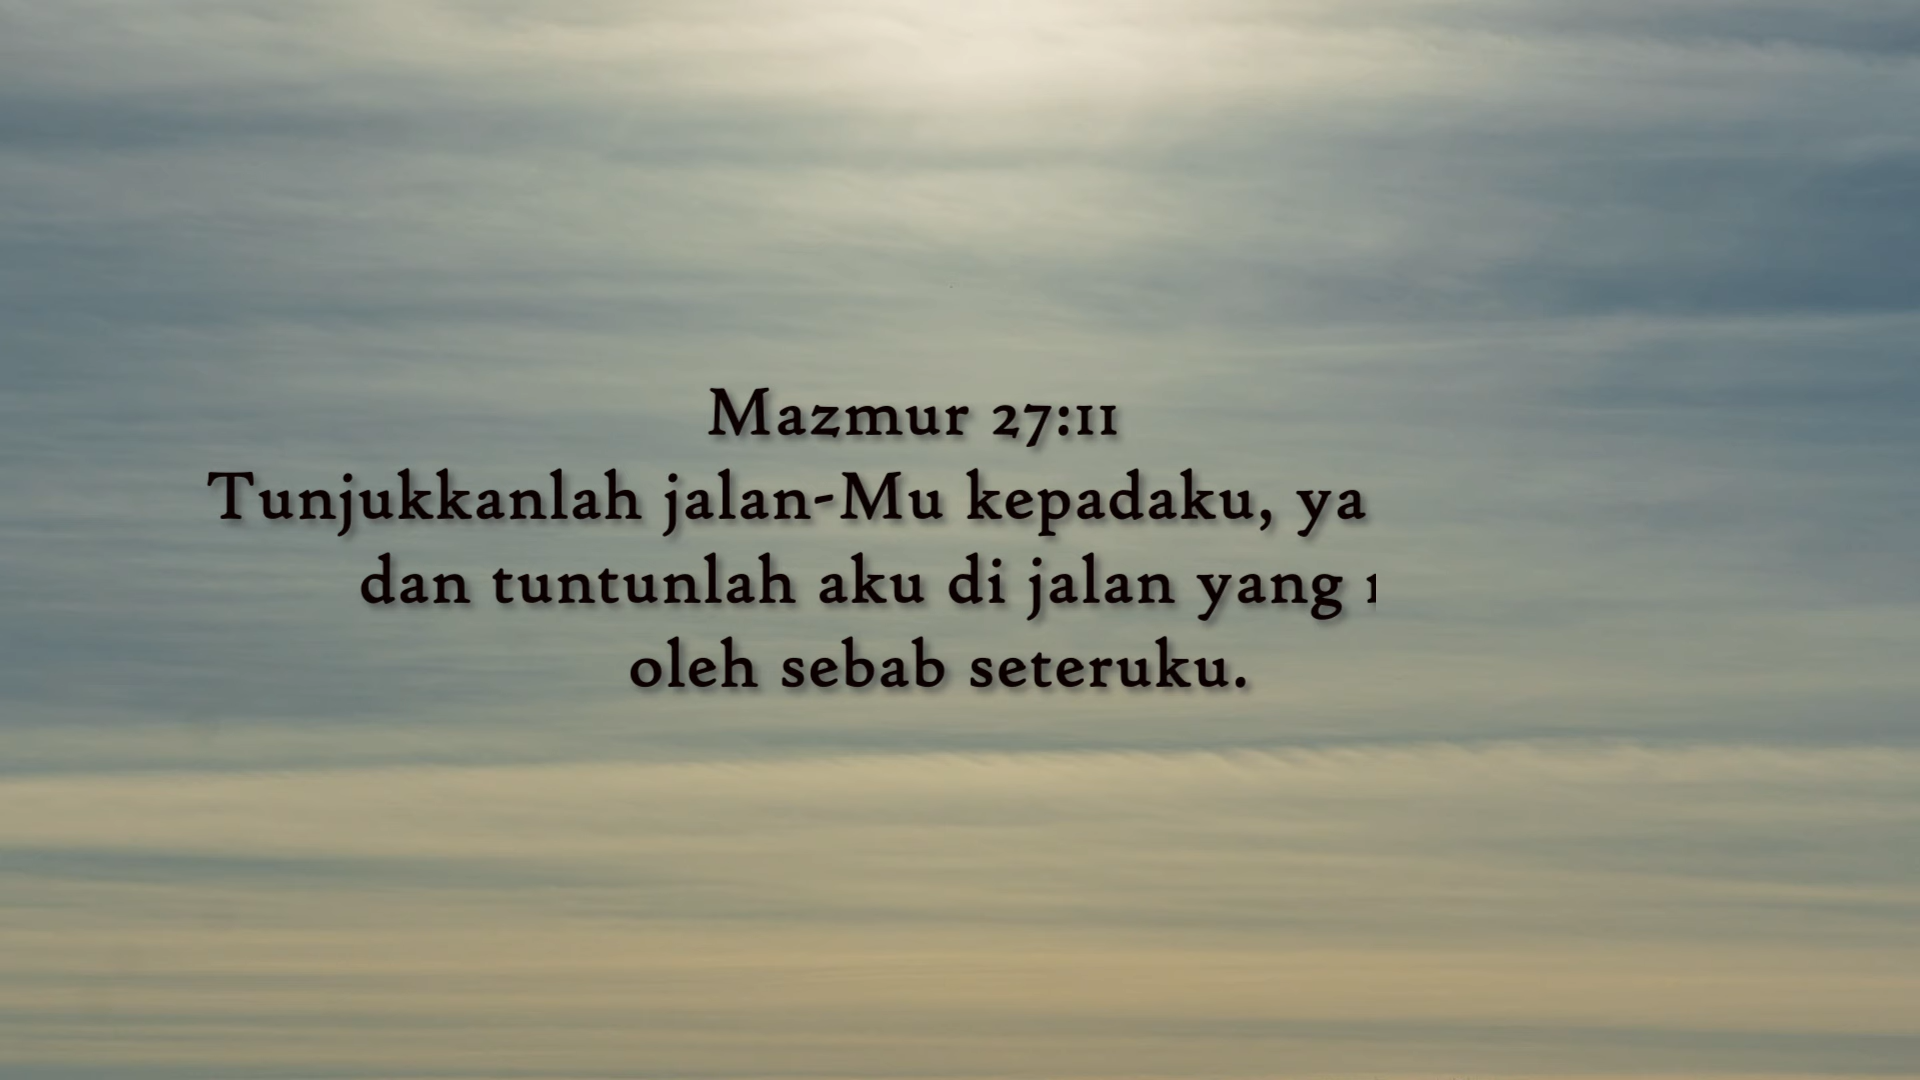 Mazmur 27:11
Tunjukkanlah jalan-Mu kepadaku, ya
dan tuntunlah aku di jalan yang
oleh sebab seteruku.